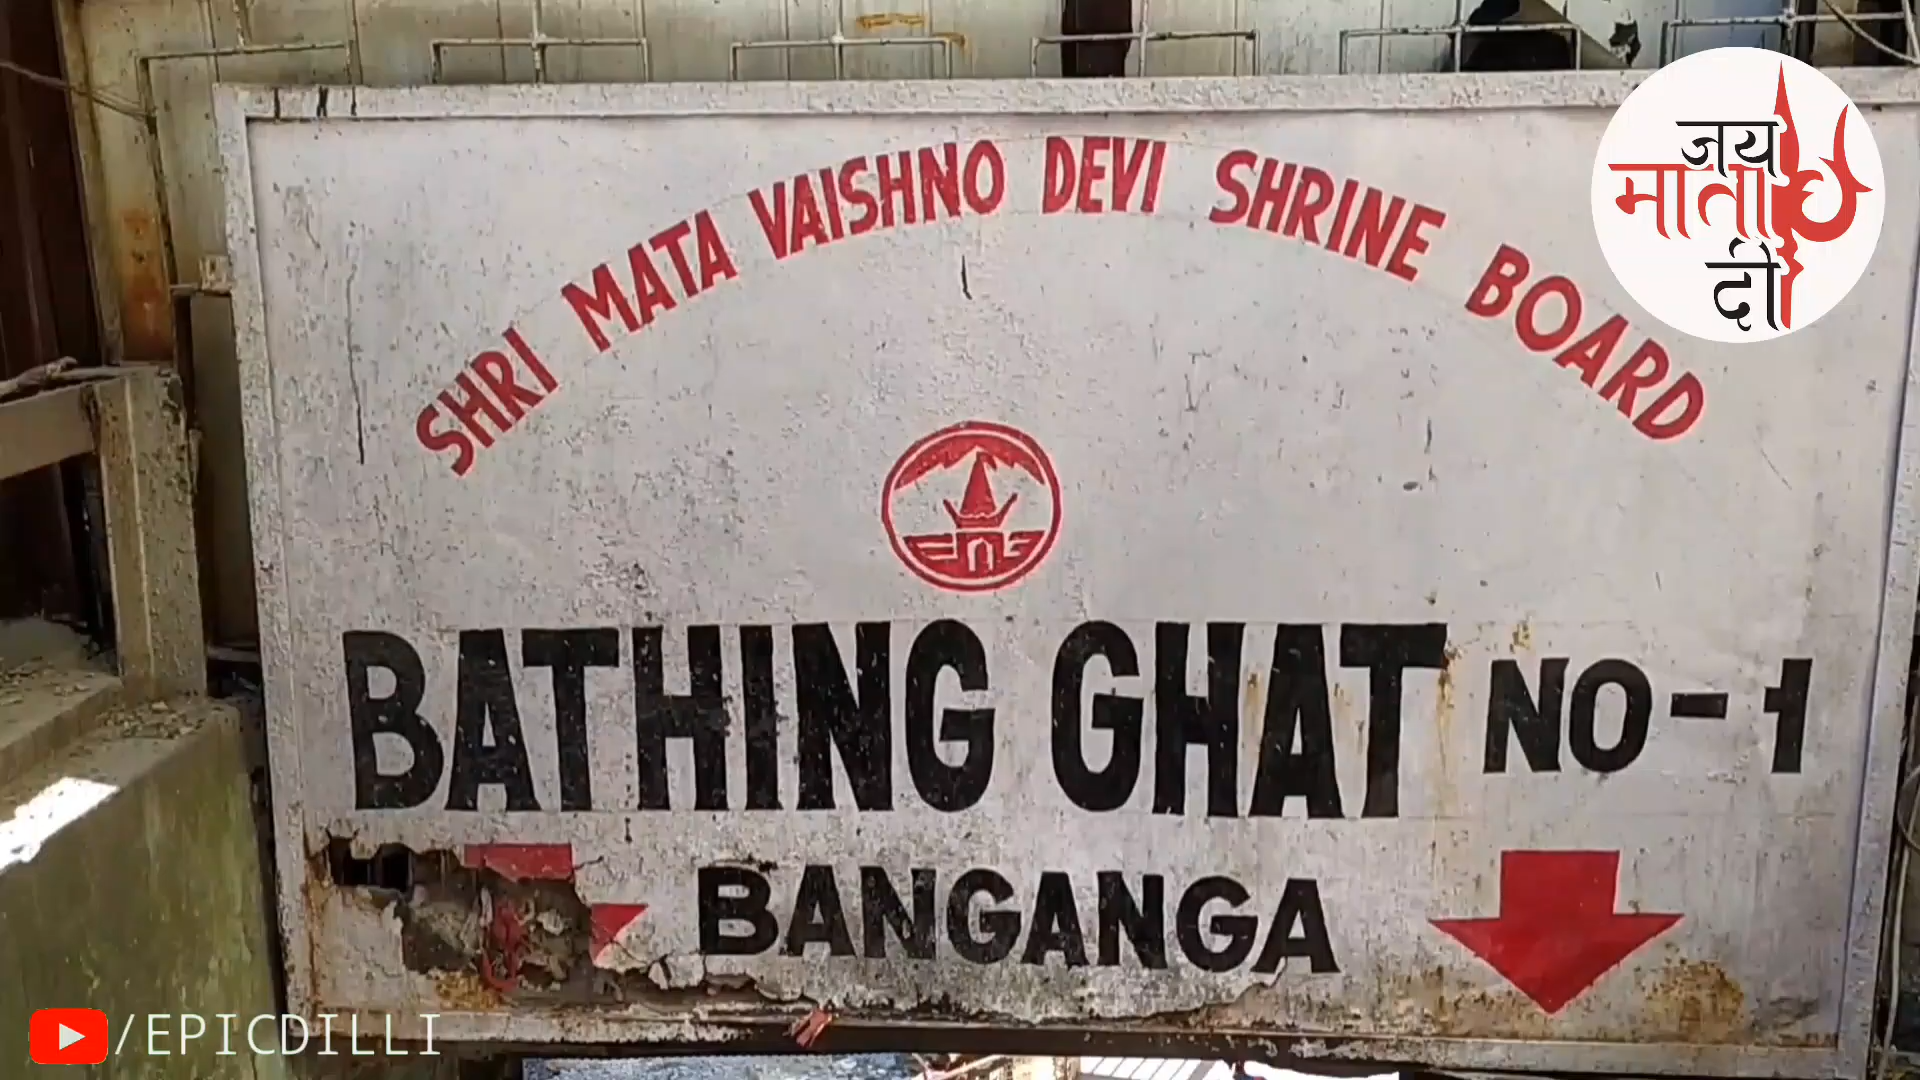 SHRI MATA VAISHNO DEVI SHRINE BOARD
जय
माता
दी
BATHING GHAT NO-1
BANGANGA
/EPICDILLI